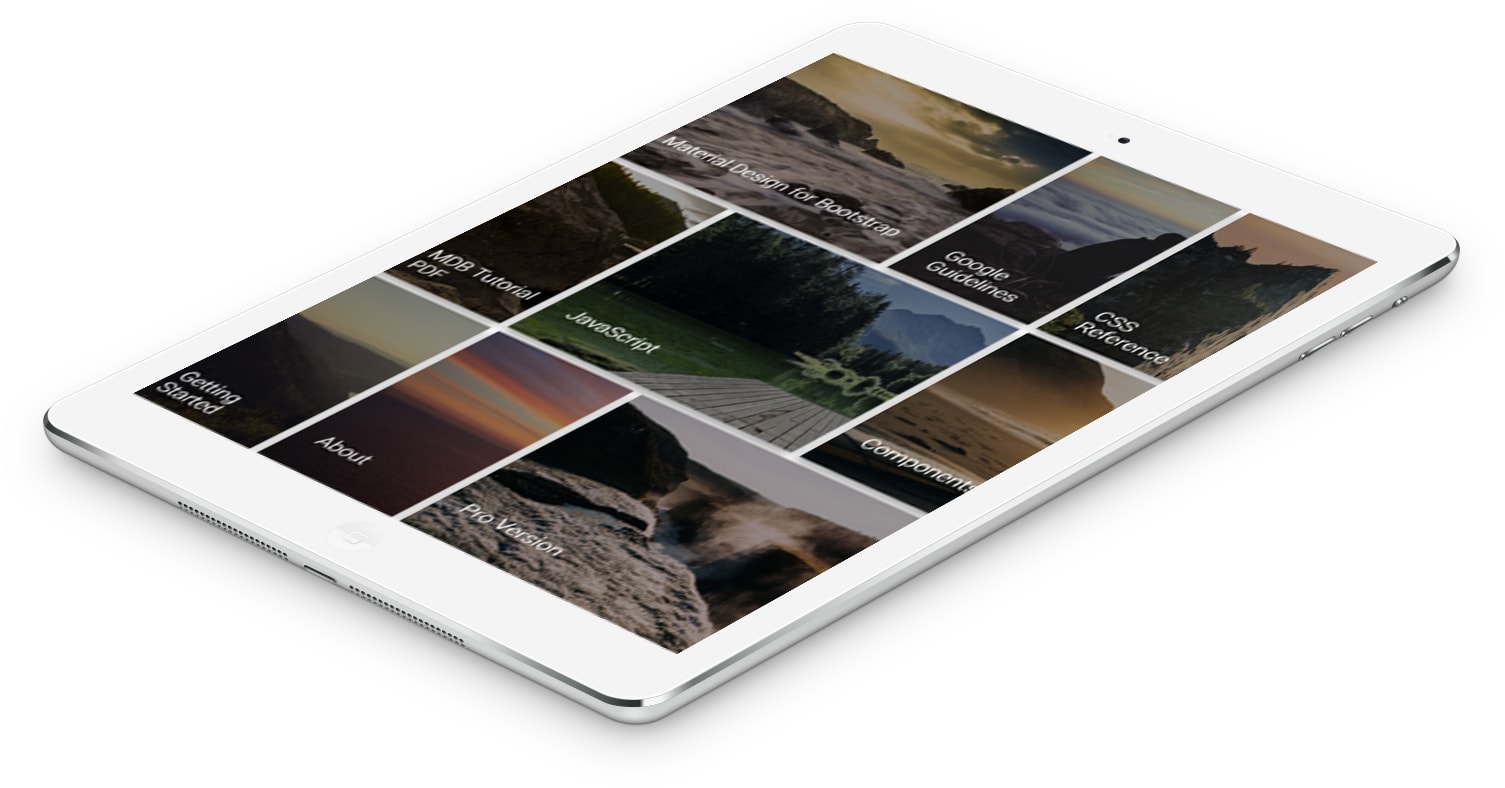 Material Design for Bootstrap
Google
Guidelines
CSS
Reference
MDB Tutorial
PDF
JavaScript
Components
Getting
Started
About
Pro Version